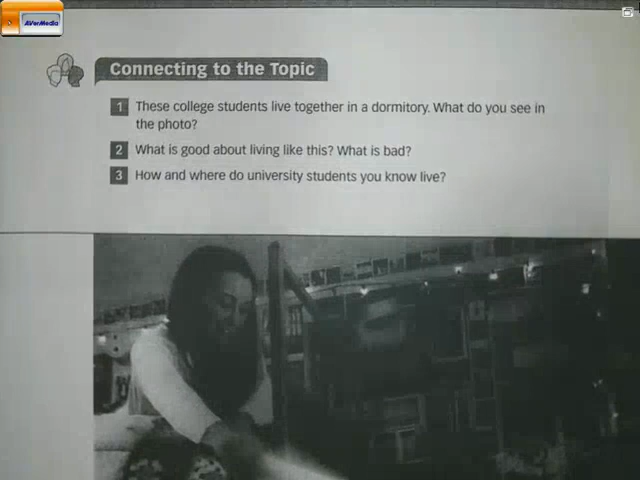 AVerMedia
Connecting to the Topic
1 These college students live together in a dormitory. What do you see in
the photo?
2 What is good about living like this? What is bad?
3 How and where do university students you know live?